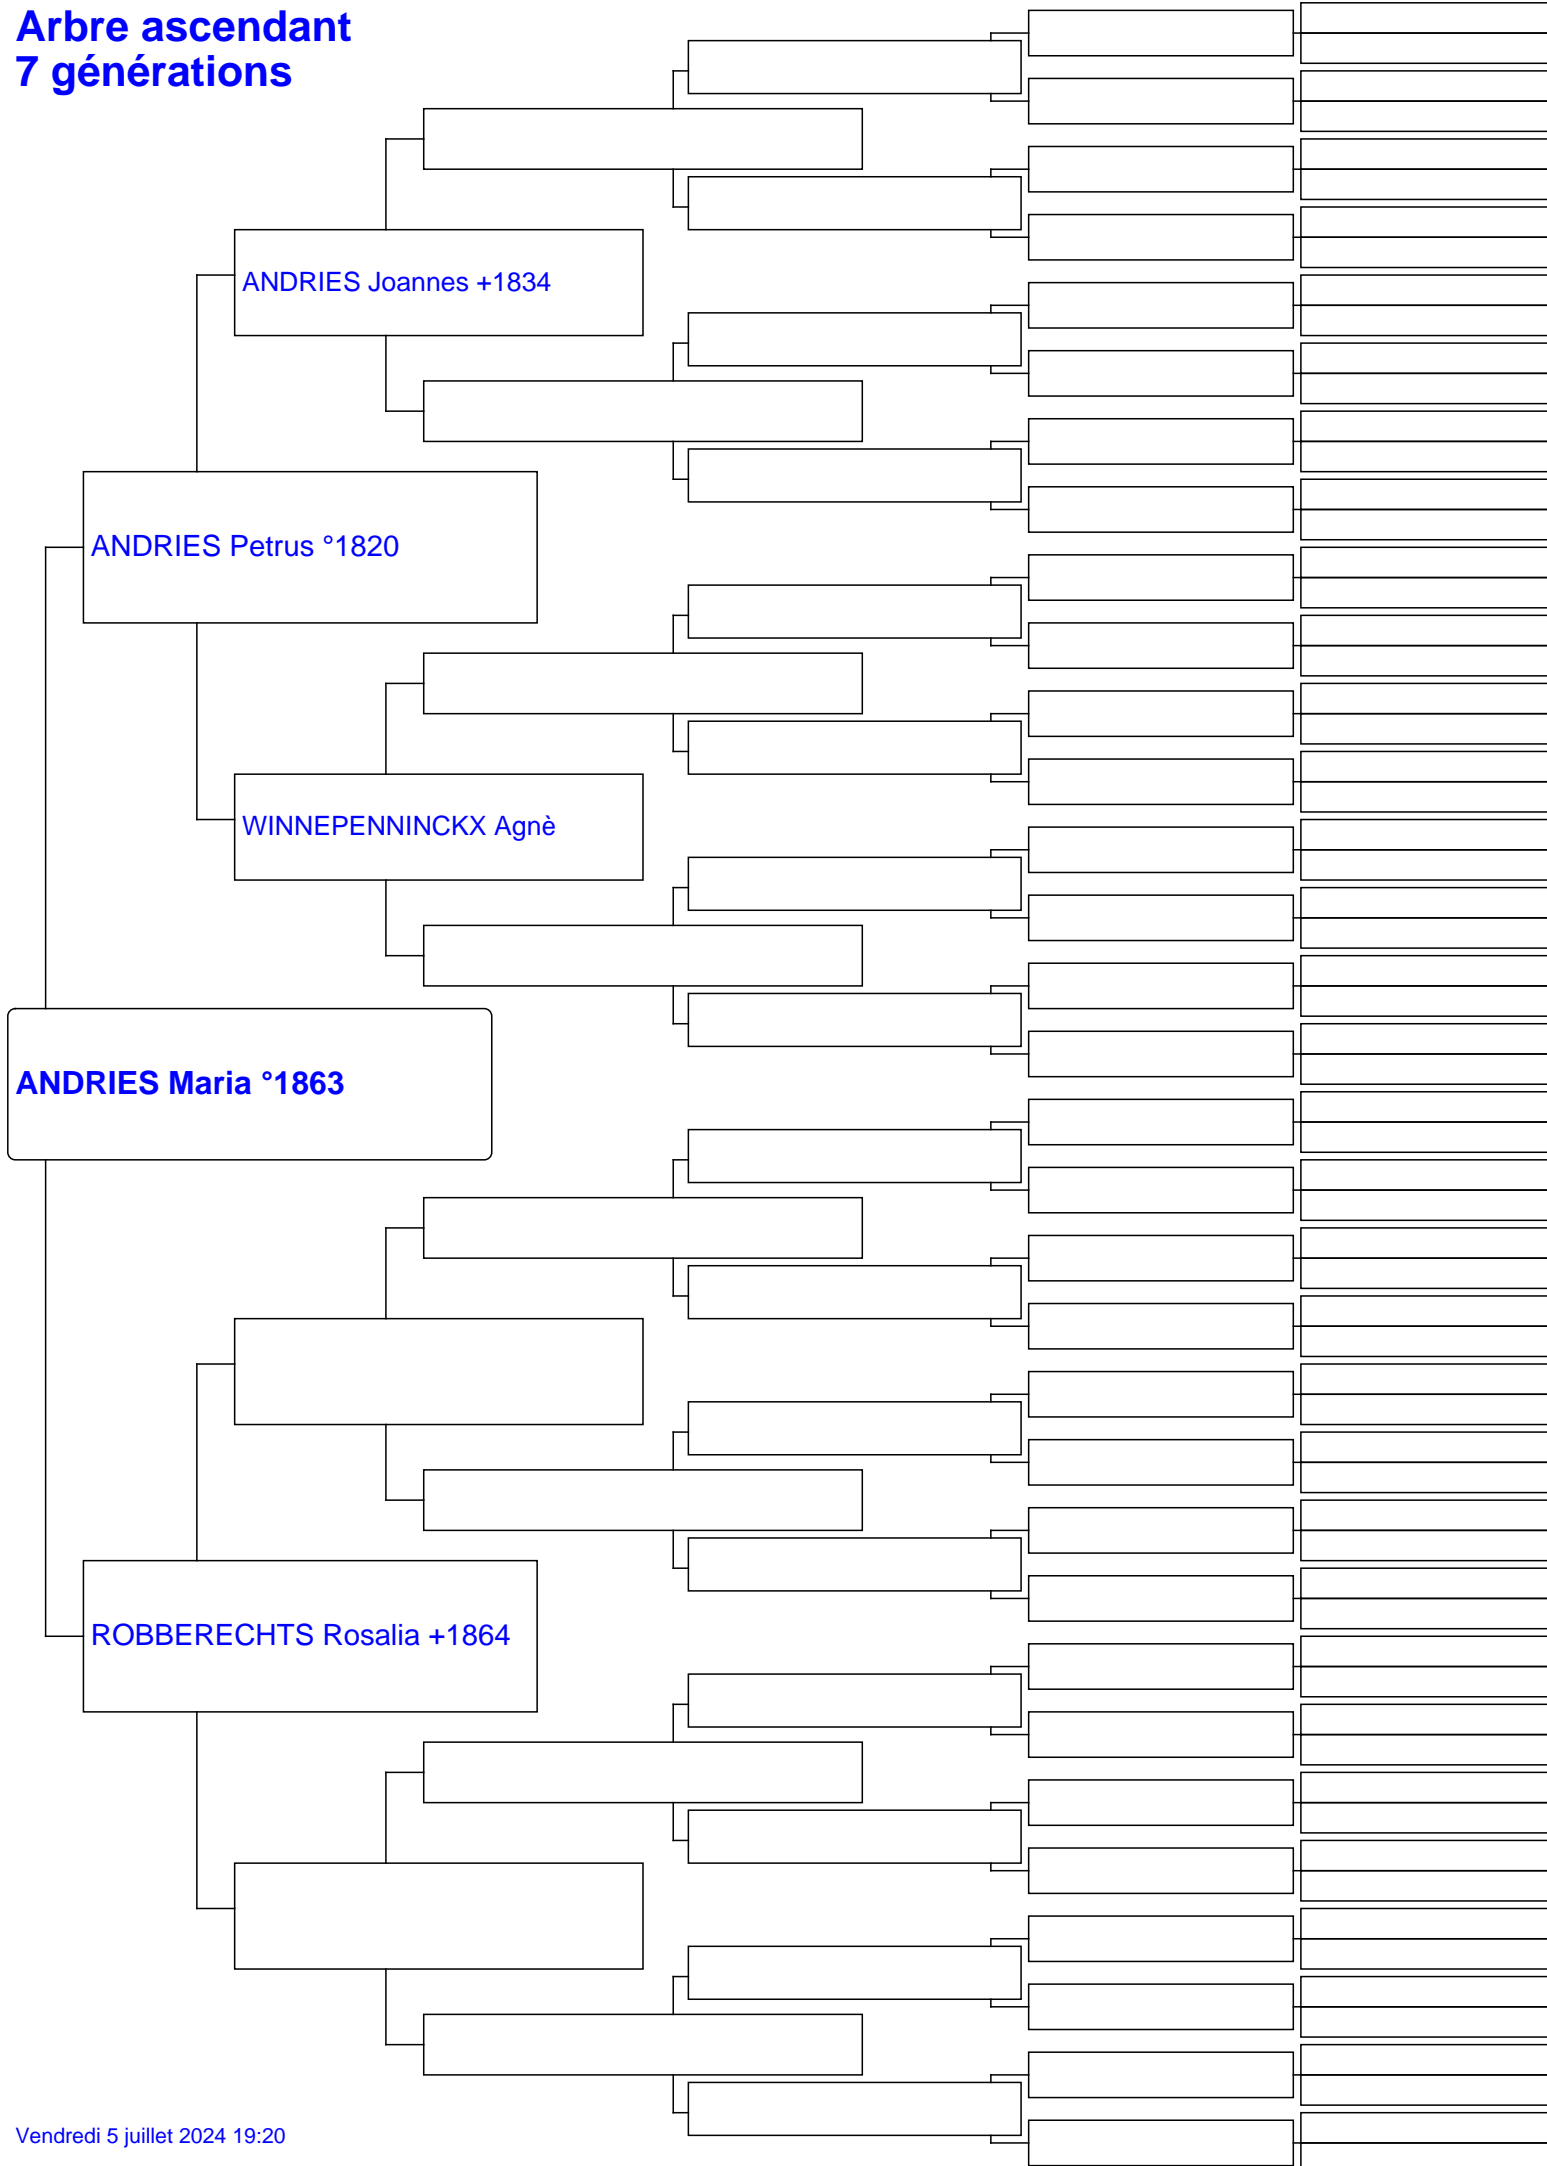 Arbre ascendant
7 générations
ANDRIES Joannes +1834
ANDRIES Petrus °1820
WINNEPENNINCKX Agnè
ANDRIES Maria °1863
ROBBERECHTS Rosalia +1864
Vendredi 5 juillet 2024 19:20